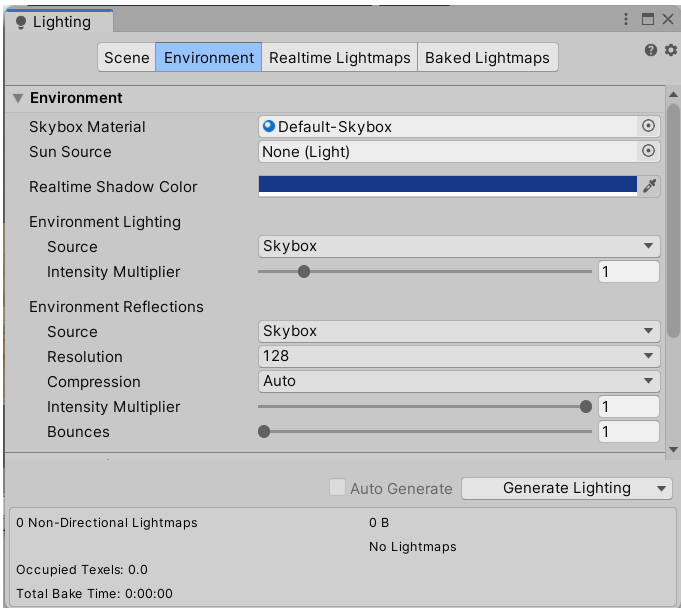 Lighting
Scene Environment Realtime Lightmaps Baked Lightmaps
Environment
Skybox Material Default-Skybox
Sun Source None (Light)
Realtime Shadow Color
Environment Lighting
Source Skybox
Intensity Multiplier 1
Environment Reflections
Source Skybox
Resolution 128
Compression Auto
Intensity Multiplier 1
Bounces 1
Auto Generate Generate Lighting
0 Non-Directional Lightmaps 0 B
No Lightmaps
Occupied Texels: 0.0
Total Bake Time: 0:00:00